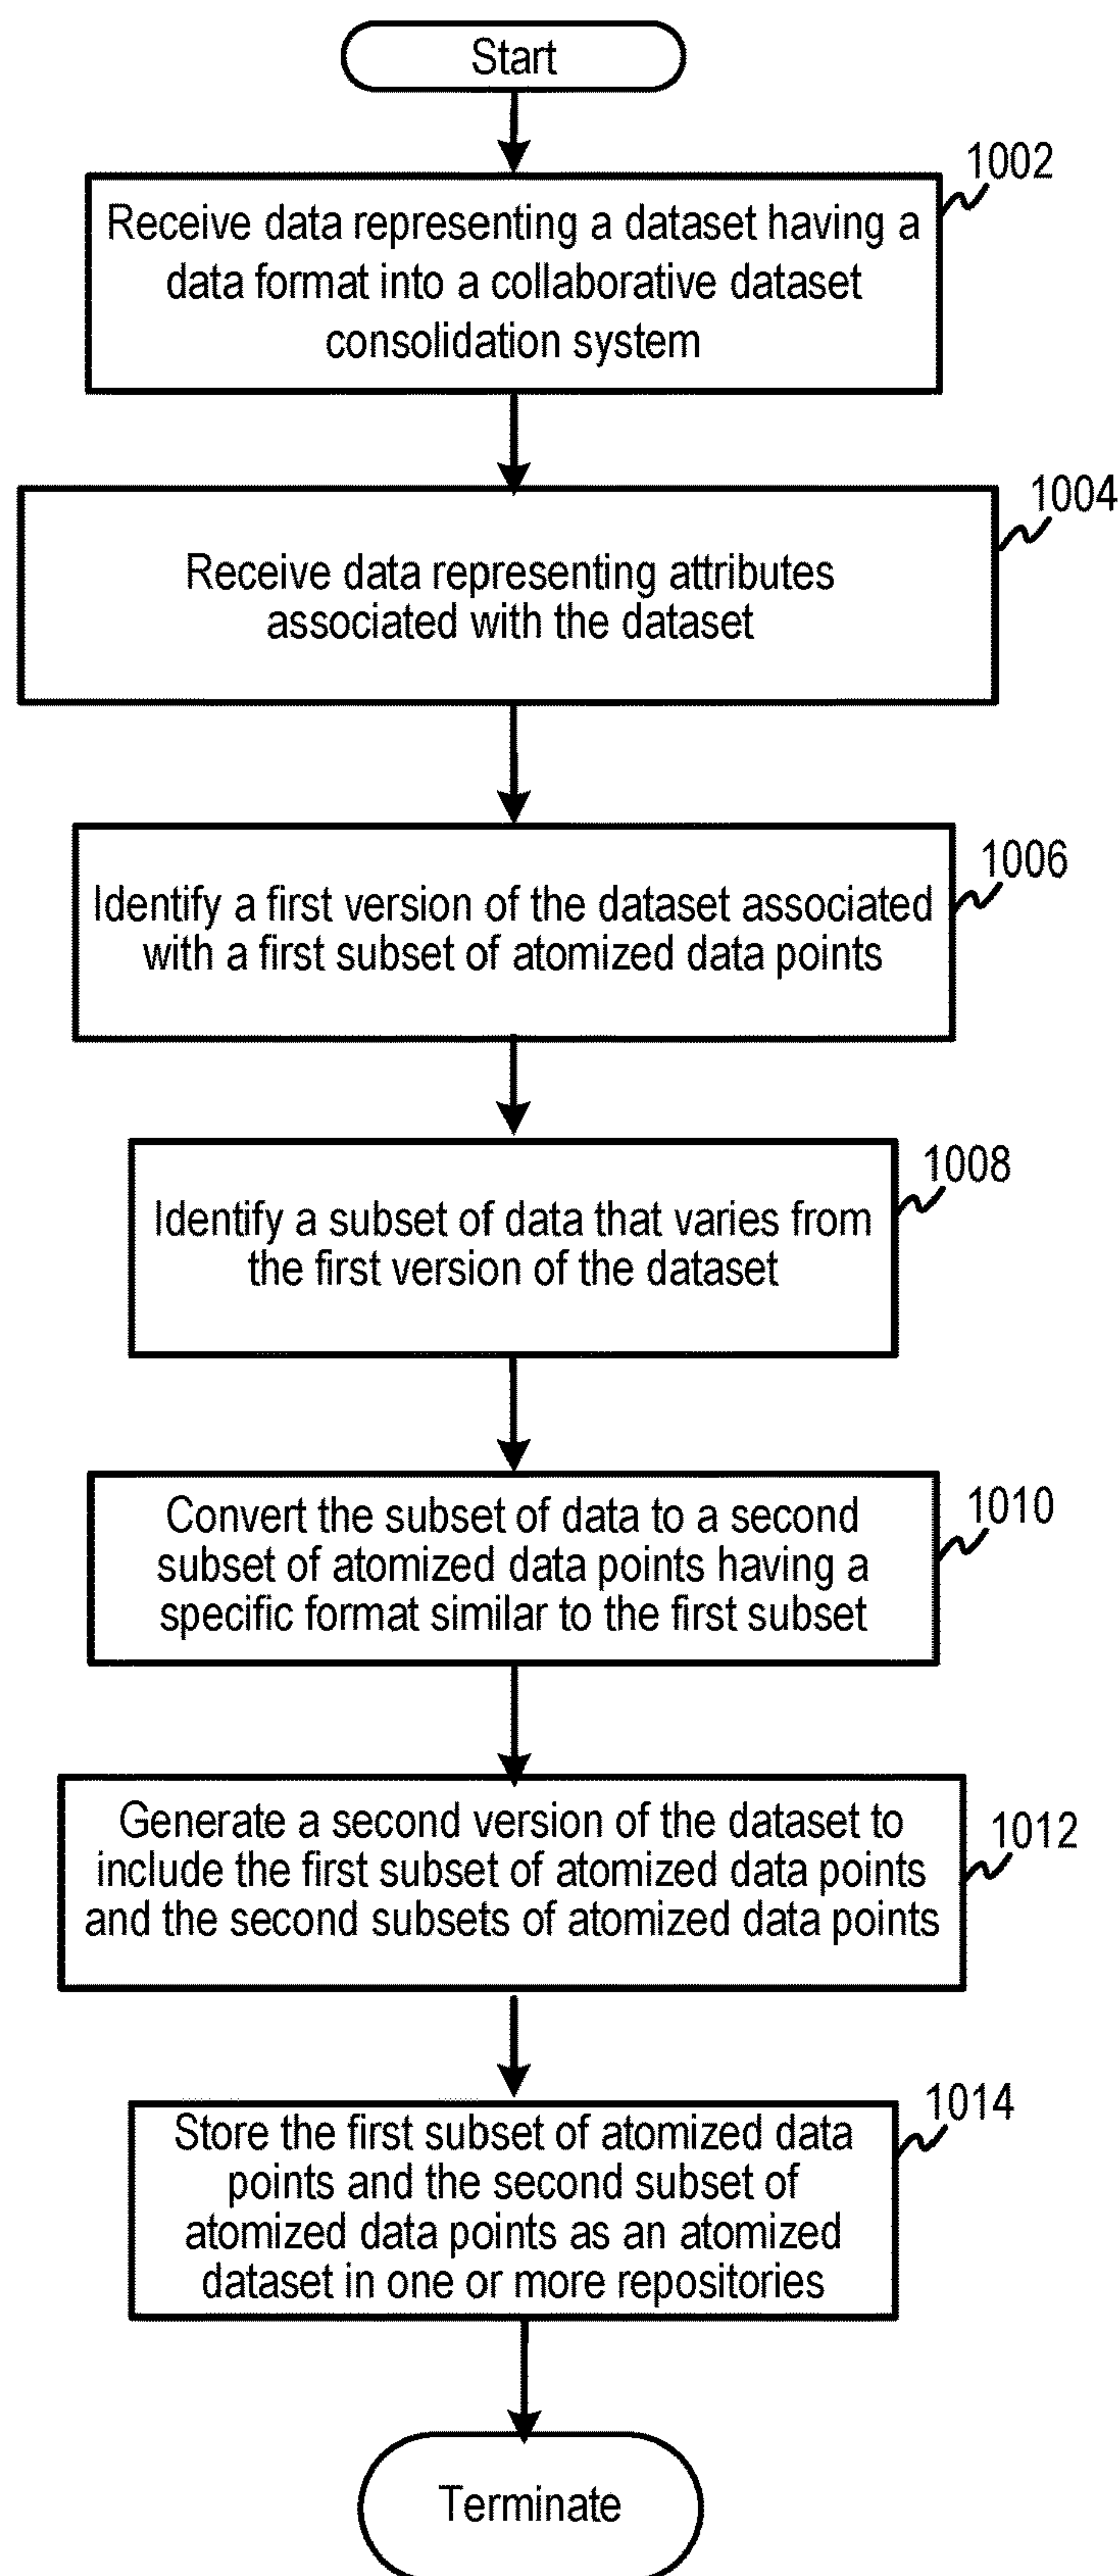 Start
1002
Receive data representing a dataset having a
data format into a collaborative dataset
consolidation system
1004
Receive data representing attributes
associated with the dataset
1006
Identify a first version of the dataset associated
with a first subset of atomized data points
1008
Identify a subset of data that varies from
the first version of the dataset
1010
Convert the subset of data to a second
subset of atomized data points having a
specific format similar to the first subset
1012
Generate a second version of the dataset to
include the first subset of atomized data points
and the second subsets of atomized data points
1014
Store the first subset of atomized data
points and the second subset of
atomized data points as an atomized
dataset in one or more repositories
Terminate